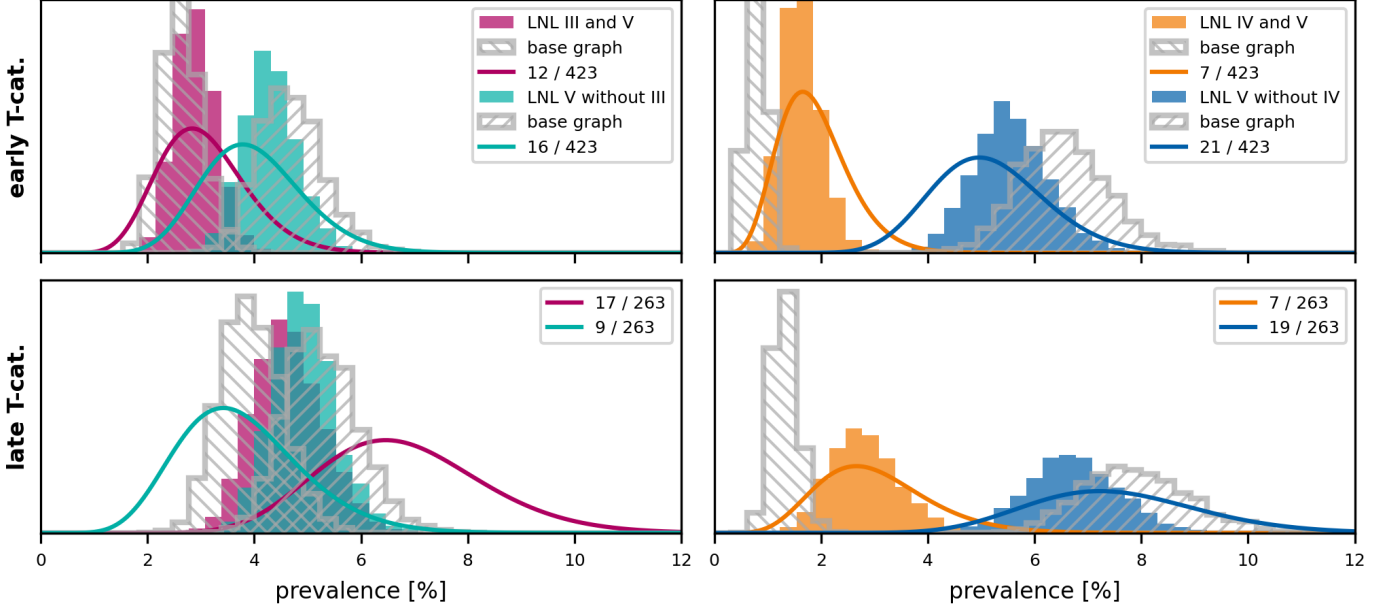 early T-cat.
LNL III and V
base graph
12 / 423
LNL V without III
base graph
16 / 423
LNL IV and V
base graph
7 / 423
LNL V without IV
base graph
21 / 423
late T-cat.
17 / 263
9 / 263
7 / 263
19 / 263
0 2 4 6 8 10 12
0 2 4 6 8 10 12
prevalence [%]
prevalence [%]